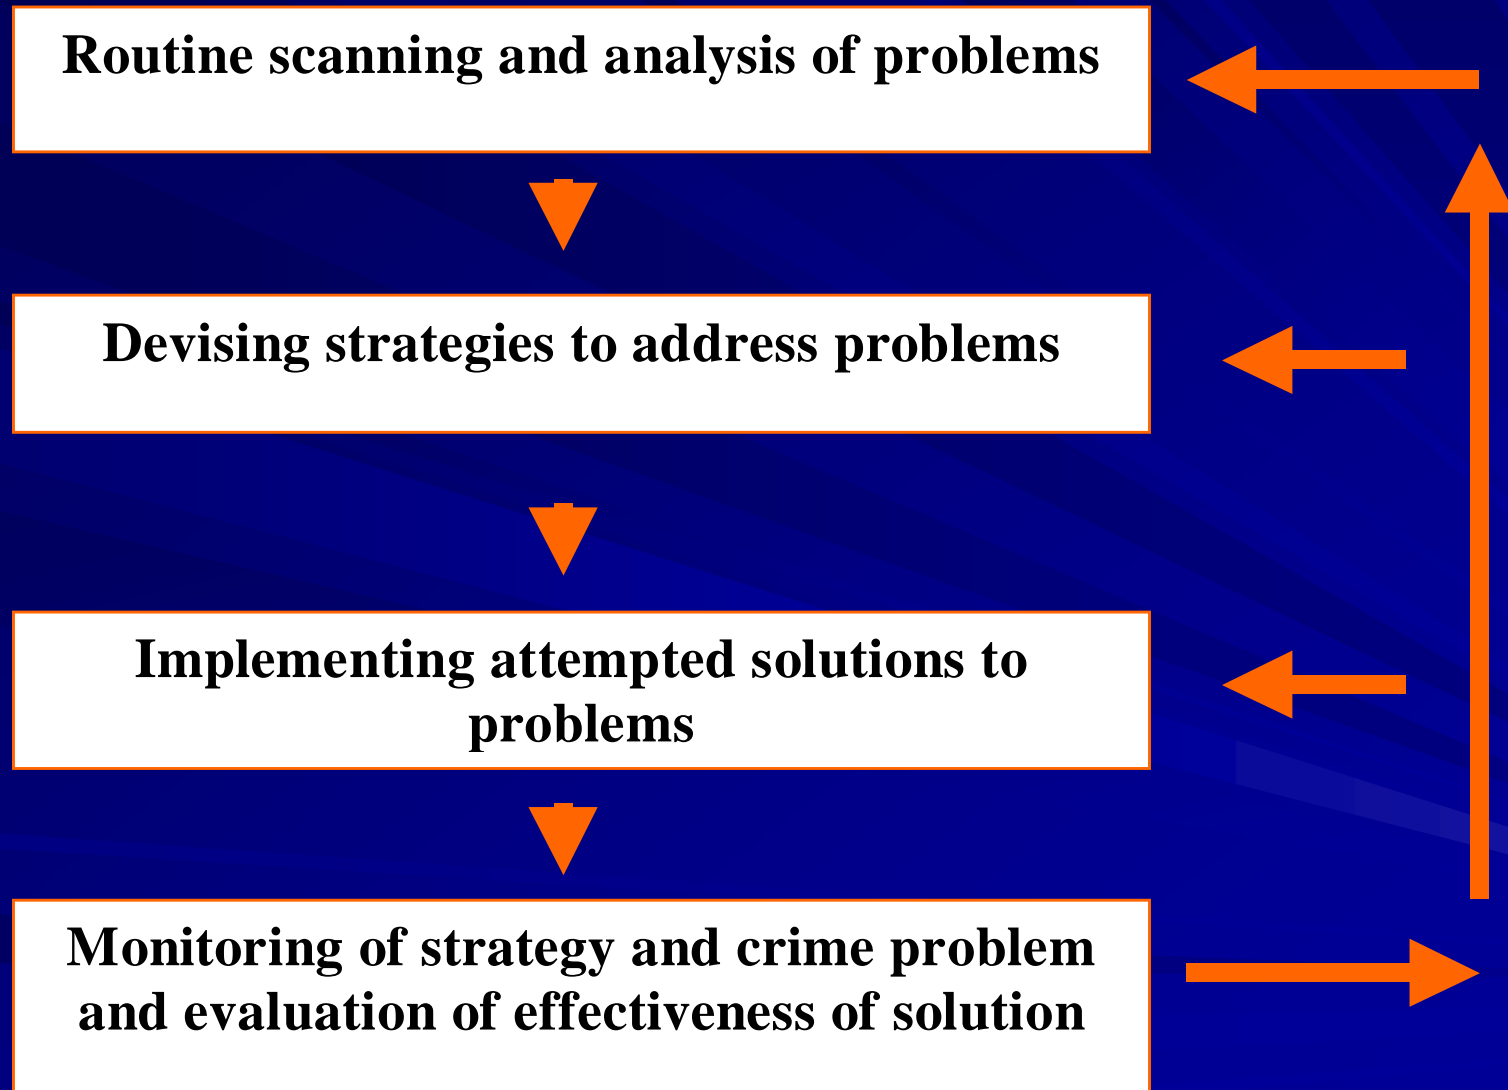 Routine scanning and analysis of problems
Devising strategies to address problems
Implementing attempted solutions to
problems
Monitoring of strategy and crime problem
and evaluation of effectiveness of solution